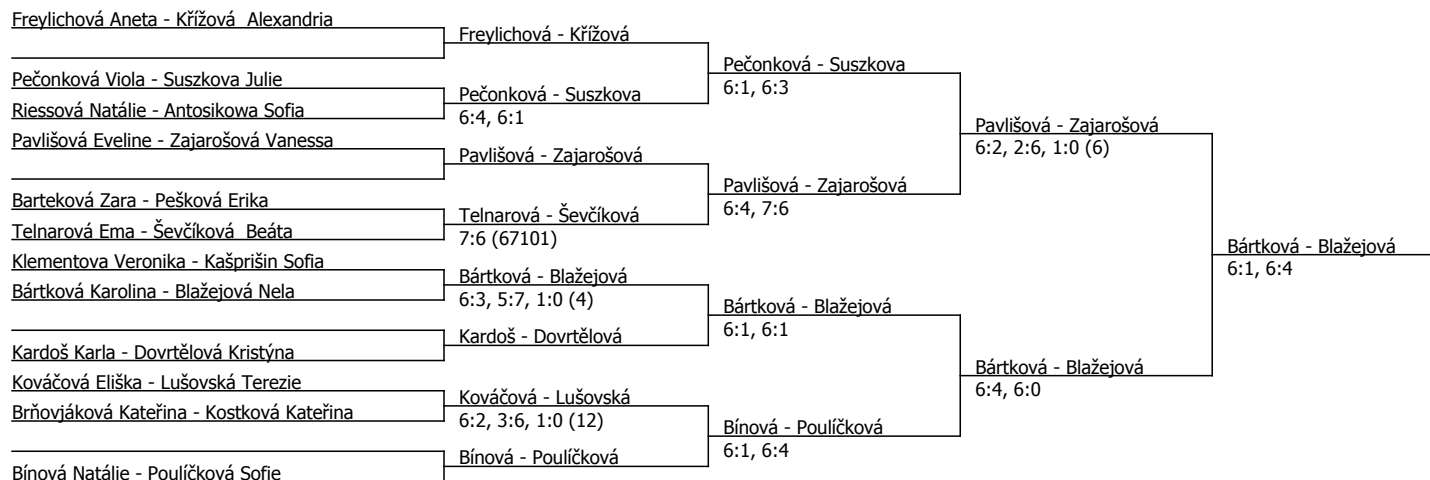 Freylichová Aneta - Křížová  Alexandria
Pečonková Viola - Suszkova Julie
Riessová Natálie - Antosikowa Sofia
Pavlišová Eveline - Zajarošová Vanessa
Barteková Zara - Pešková Erika
Telnarová Ema - Ševčíková  Beáta
Klementova Veronika - Kašprišin Sofia
Bártková Karolina - Blažejová Nela
Kardoš Karla - Dovrtělová Kristýna
Kováčová Eliška - Lušovská Terezie
Brňovjáková Kateřina - Kostková Kateřina
Bínová Natálie - Poulíčková Sofie
Freylichová - Křížová
Pečonková - Suszkova
6:4, 6:1
Pavlišová - Zajarošová
Telnarová - Ševčíková
7:6 (67101)
Bártková - Blažejová
6:3, 5:7, 1:0 (4)
Kardoš - Dovrtělová
Kováčová - Lušovská
6:2, 3:6, 1:0 (12)
Bínová - Poulíčková
Pečonková - Suszkova
6:1, 6:3
Pavlišová - Zajarošová
6:4, 7:6
Bártková - Blažejová
6:1, 6:1
Bínová - Poulíčková
6:1, 6:4
Pavlišová - Zajarošová
6:2, 2:6, 1:0 (6)
Bártková - Blažejová
6:4, 6:0
Bártková - Blažejová
6:1, 6:4